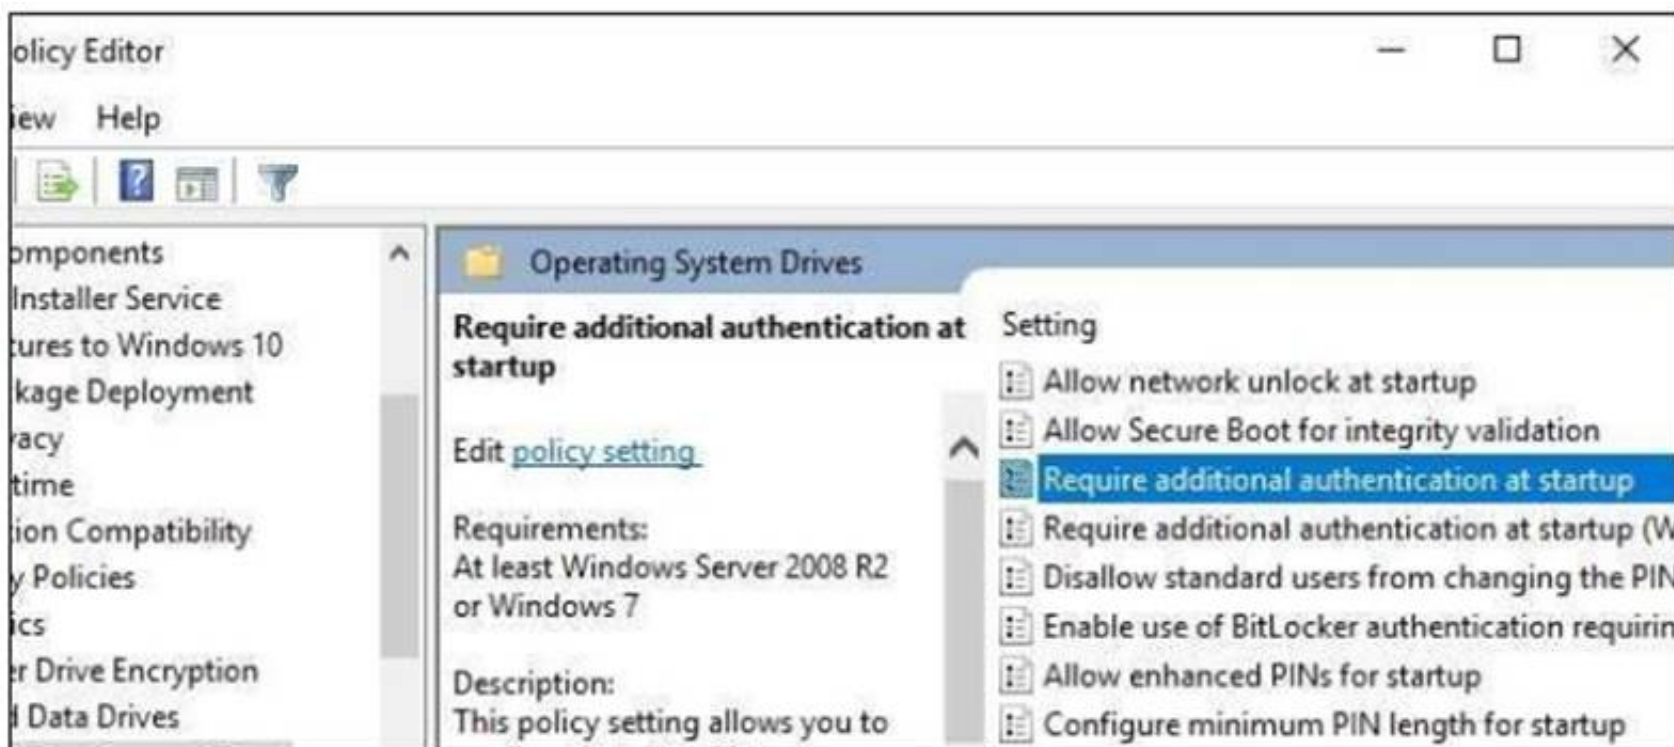 olicy Editor
iew Help
omponents
Installer Service
tures to Windows 10
kage Deployment
acy
time
ion Compatibility
y Policies
ics
er Drive Encryption
d Data Drives
Operating System Drives
Require additional authentication at
startup
Edit policy setting
Requirements:
At least Windows Server 2008 R2
or Windows 7
Description:
This policy setting allows you to
Setting
Allow network unlock at startup
Allow Secure Boot for integrity validation
Require additional authentication at startup
Require additional authentication at startup (W
Disallow standard users from changing the PIN
Enable use of BitLocker authentication requirin
Allow enhanced PINs for startup
Configure minimum PIN length for startup